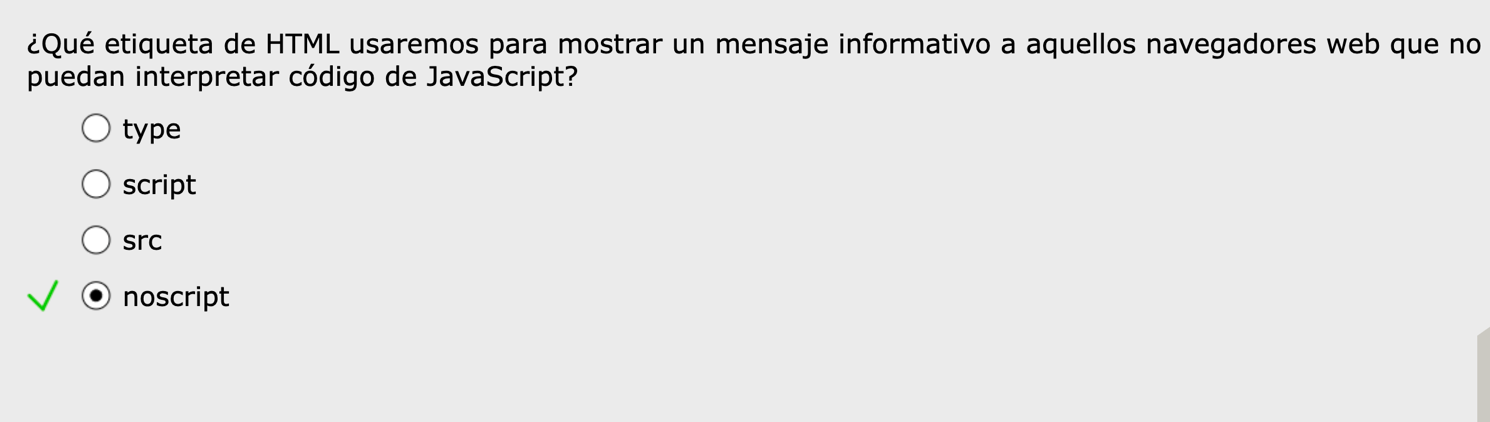 ¿Qué etiqueta de HTML usaremos para mostrar un mensaje informativo a aquellos navegadores web que no
puedan interpretar código de JavaScript?
type
script
src
noscript